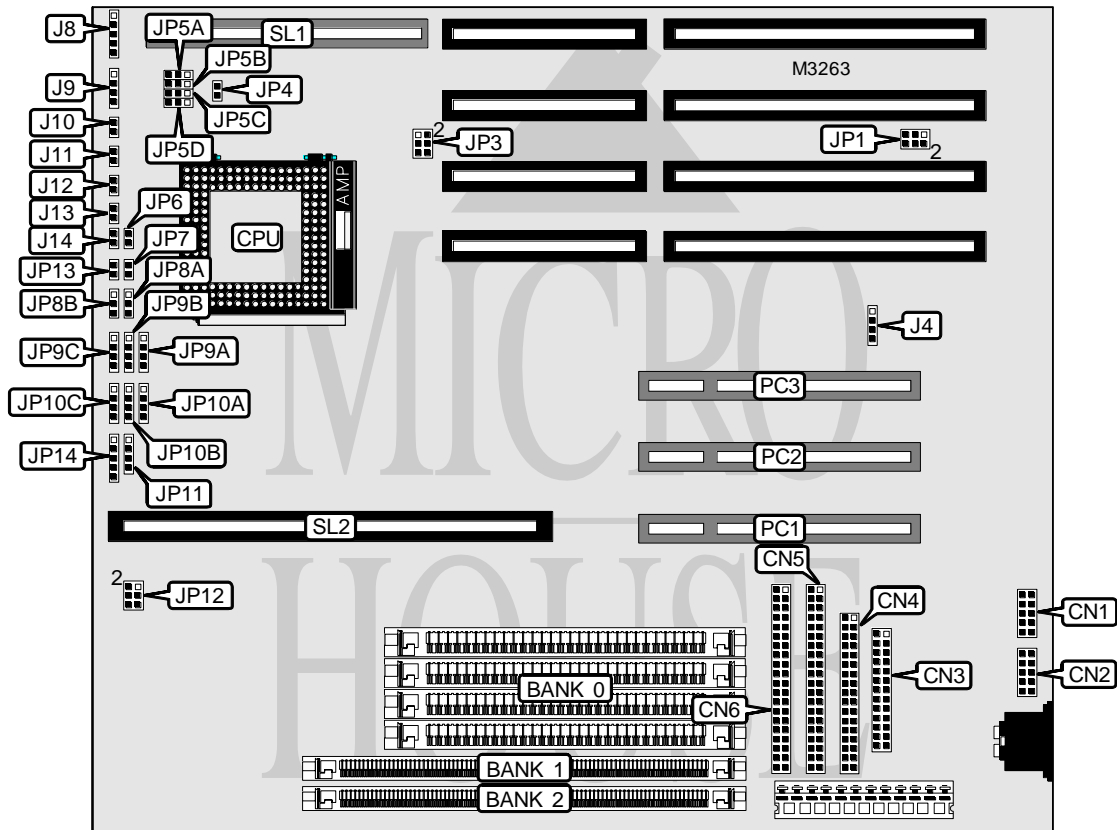 J8
JP5A
SL1
JP5B
M3263
J9
JP4
JP5C
J10
2
JP3
JP1
2
J11
JP5D
AMP
J12
J13
JP6
J14
JP7
CPU
MICRO
JP13
JP8A
JP8B
JP9B
J4
JP9C
JP9A
PC3
JP10C
JP10A
JP10B
JP14
PC2
JP11
SL2
PC1
CN5
HOUSE
2
JP12
CN4
CN1
CN3
CN2
BANK 0
CN6
BANK 1
BANK 2